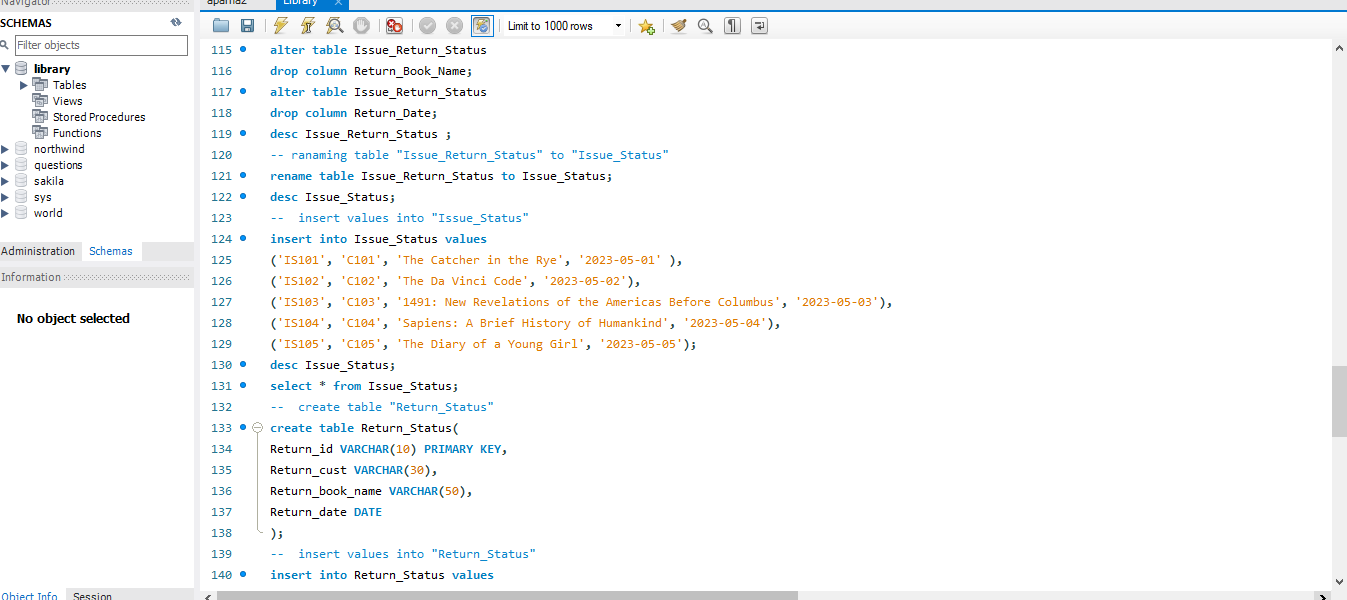 Navigator
SCHEMAS
Filter objects
library
Tables
Views
Stored Procedures
Functions
northwind
questions
sakila
sys
world
Administration Schemas
Information
No object selected
Object Info Session
aparna2 Library
Limit to 1000 rows
115 alter table Issue_Return_Status
116 drop column Return_Book_Name;
117 alter table Issue_Return_Status
118 drop column Return_Date;
119 desc Issue_Return_Status ;
120 -- ranaming table "Issue_Return_Status" to "Issue_Status"
121 rename table Issue_Return_Status to Issue_Status;
122 desc Issue_Status;
123 --  insert values into "Issue_Status"
124 insert into Issue_Status values
125 ('IS101', 'C101', 'The Catcher in the Rye', '2023-05-01' ),
126 ('IS102', 'C102', 'The Da Vinci Code', '2023-05-02'),
127 ('IS103', 'C103', '1491: New Revelations of the Americas Before Columbus', '2023-05-03'),
128 ('IS104', 'C104', 'Sapiens: A Brief History of Humankind', '2023-05-04'),
129 ('IS105', 'C105', 'The Diary of a Young Girl', '2023-05-05');
130 desc Issue_Status;
131 select * from Issue_Status;
132 --  create table "Return_Status"
133 create table Return_Status(
134 Return_id VARCHAR(10) PRIMARY KEY,
135 Return_cust VARCHAR(30),
136 Return_book_name VARCHAR(50),
137 Return_date DATE
138 );
139 --  insert values into "Return_Status"
140 insert into Return_Status values